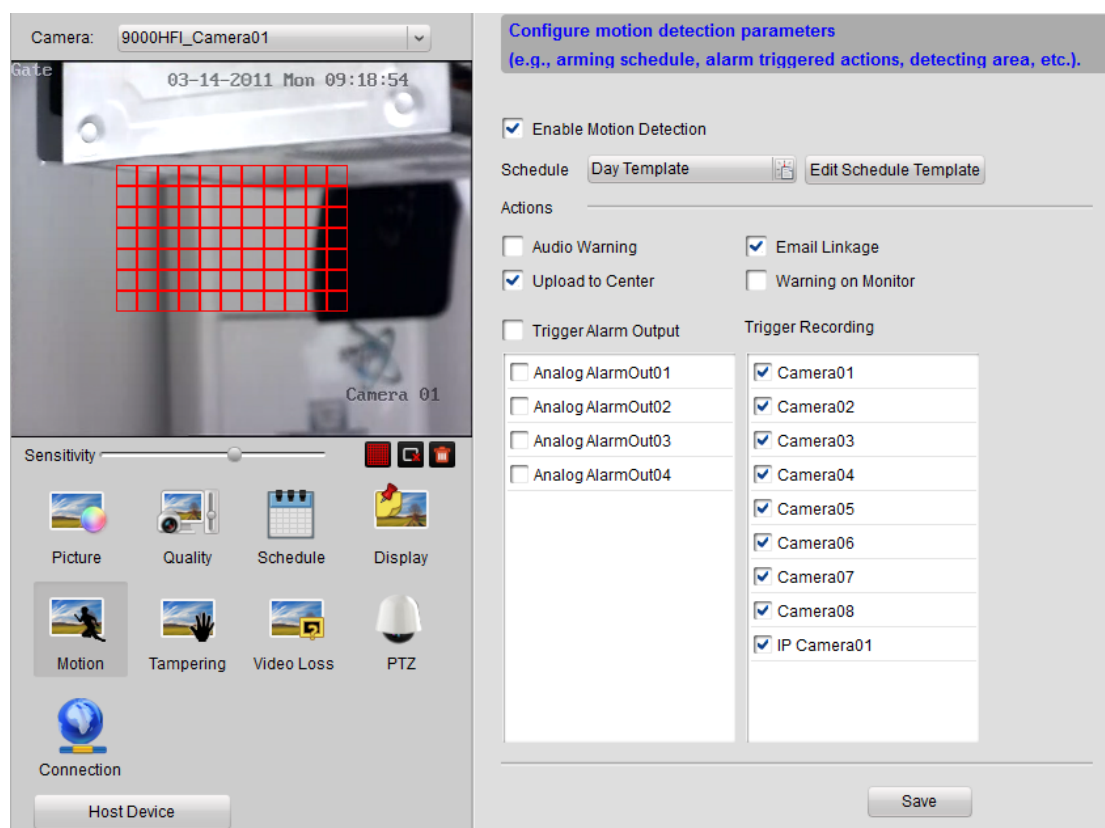 Camera: 9000HFI_Camera01
Gate
03-14-2011 Mon 09:18:54
Camera 01
Sensitivity
Picture Quality Schedule Display
Motion Tampering Video Loss PTZ
Connection
Host Device
Configure motion detection parameters
(e.g., arming schedule, alarm triggered actions, detecting area, etc.).
Enable Motion Detection
Schedule Day Template Edit Schedule Template
Actions
Audio Warning Email Linkage
Upload to Center Warning on Monitor
Trigger Alarm Output Trigger Recording
Analog AlarmOut01 Camera01
Analog AlarmOut02 Camera02
Analog AlarmOut03 Camera03
Analog AlarmOut04 Camera04
Camera05
Camera06
Camera07
Camera08
IP Camera01
Save